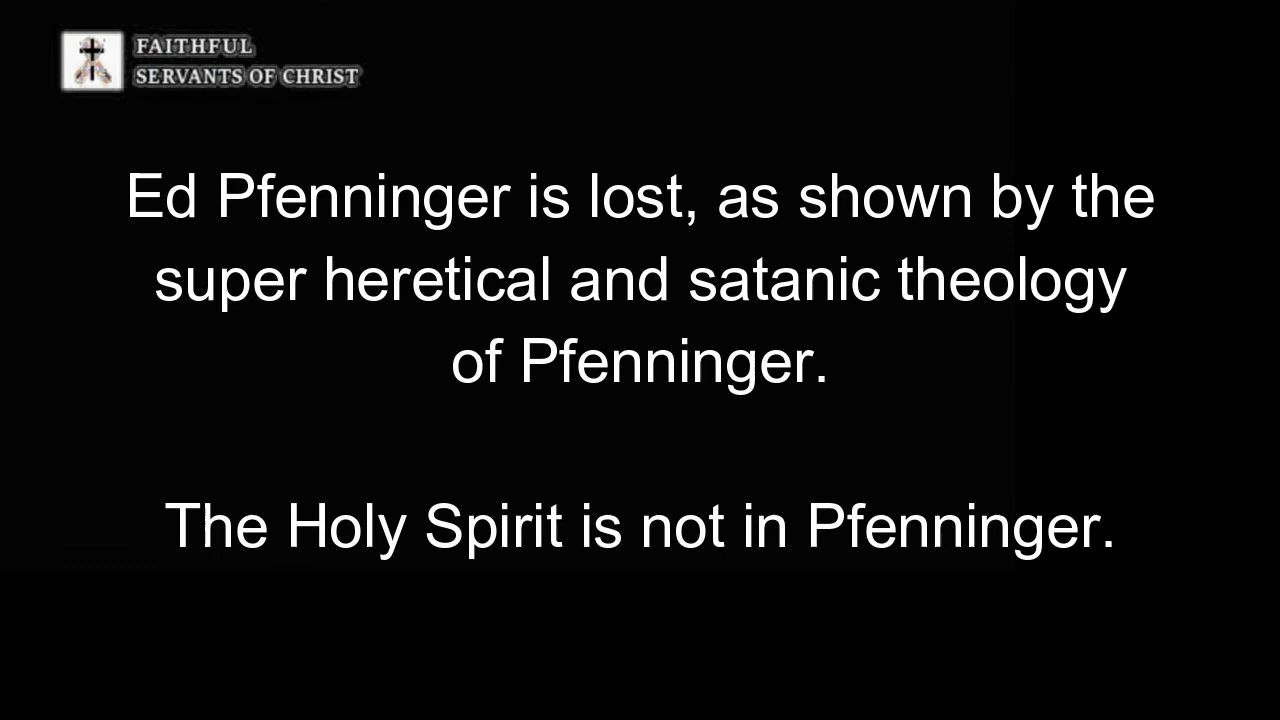 FAITHFUL
SERVANTS OF CHRIST
Ed Pfenninger is lost, as shown by the
super heretical and satanic theology
of Pfenninger.
The Holy Spirit is not in Pfenninger.